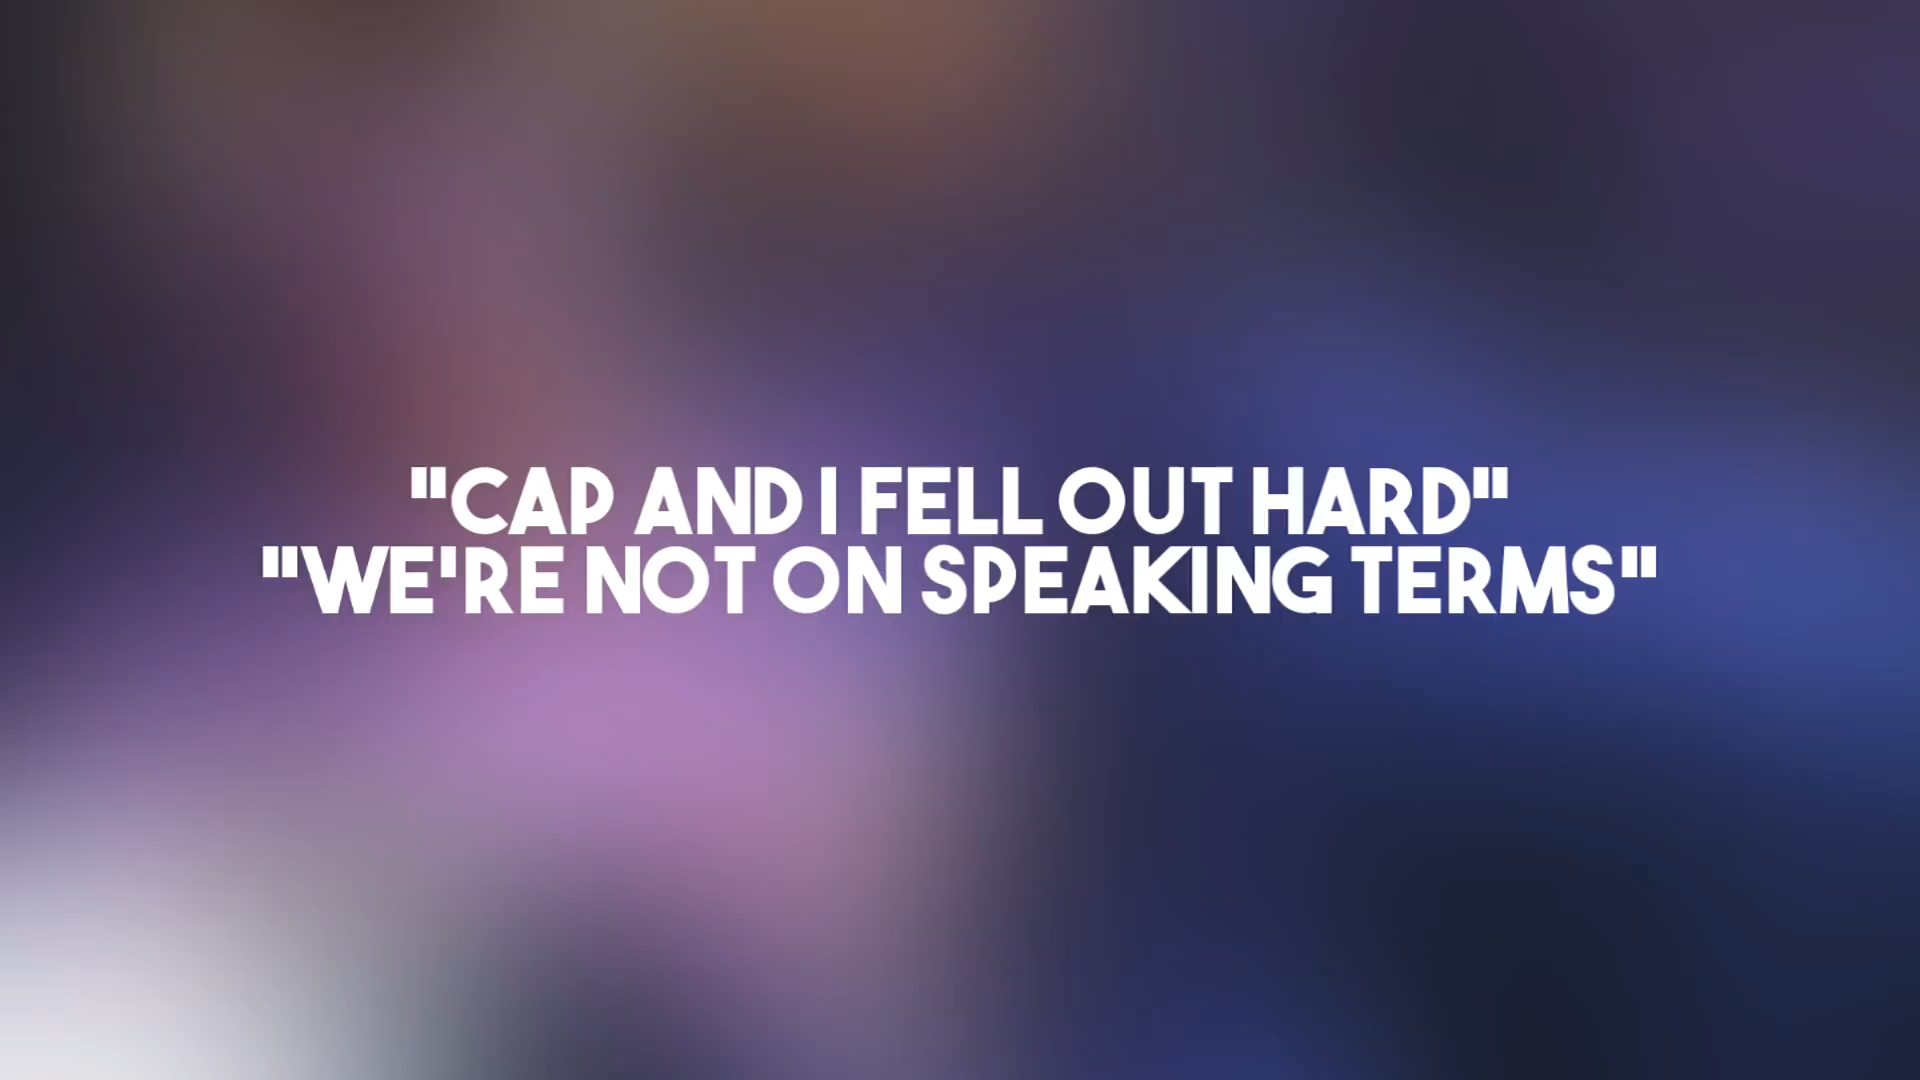 "CAP AND I FELL OUT HARD"
"WE'RE NOT ON SPEAKING TERMS"